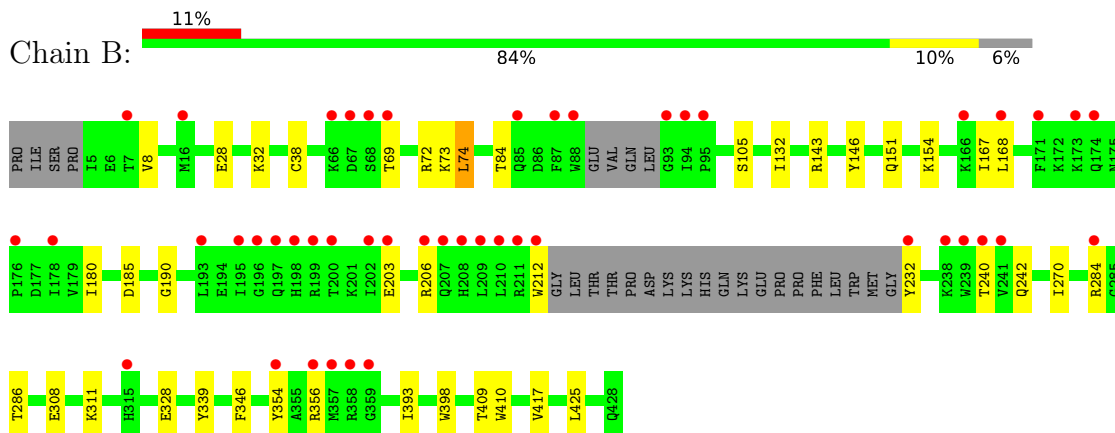 11%
Chain B:
84% 10% 6%
PRO ILE SER PRO I5 E6 T7 V8 M16 E28 K32 C38 K66 D67 S68 T69 R72 K73 L74 T84 Q85 D86 F87 W88 GLU VAL GLN LEU G93 I94 P95 S105 I132 R143 Y146 Q151 K154 K166 I167 L168 F171 K172 K173 Q174 N175
P176 D177 I178 V179 I180 D185 G190 L193 E194 I195 G196 Q197 H198 R199 T200 K201 I202 E203 R206 Q207 H208 L209 L210 R211 W212 GLY LEU THR THR PRO ASP LYS LYS HIS GLN LYS GLU PRO PRO PHE LEU TRP MET GLY Y232 K238 W239 T240 V241 Q242 I270 R284 G285
T286 E308 K311 H315 E328 Y339 F346 Y354 A355 R356 M357 R358 G359 I393 W398 T409 W410 V417 L425 Q428